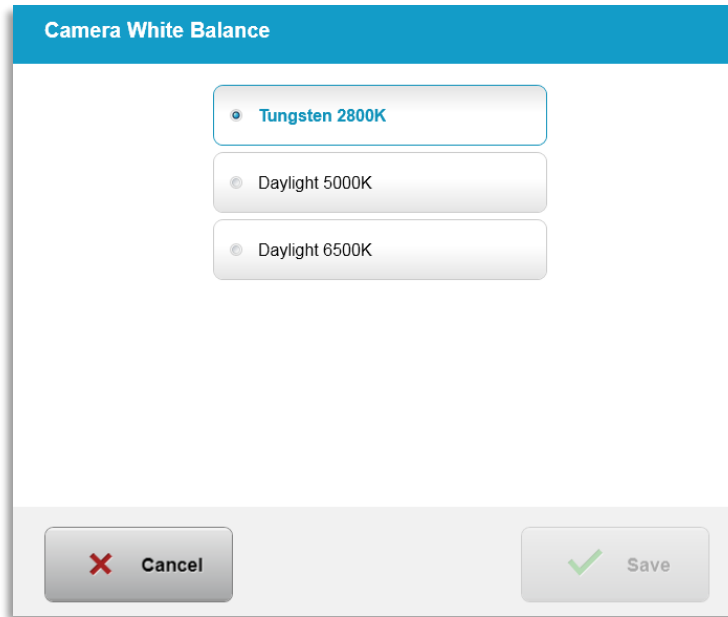 Camera White Balance
Tungsten 2800K
Daylight 5000K
Daylight 6500K
Cancel
Save